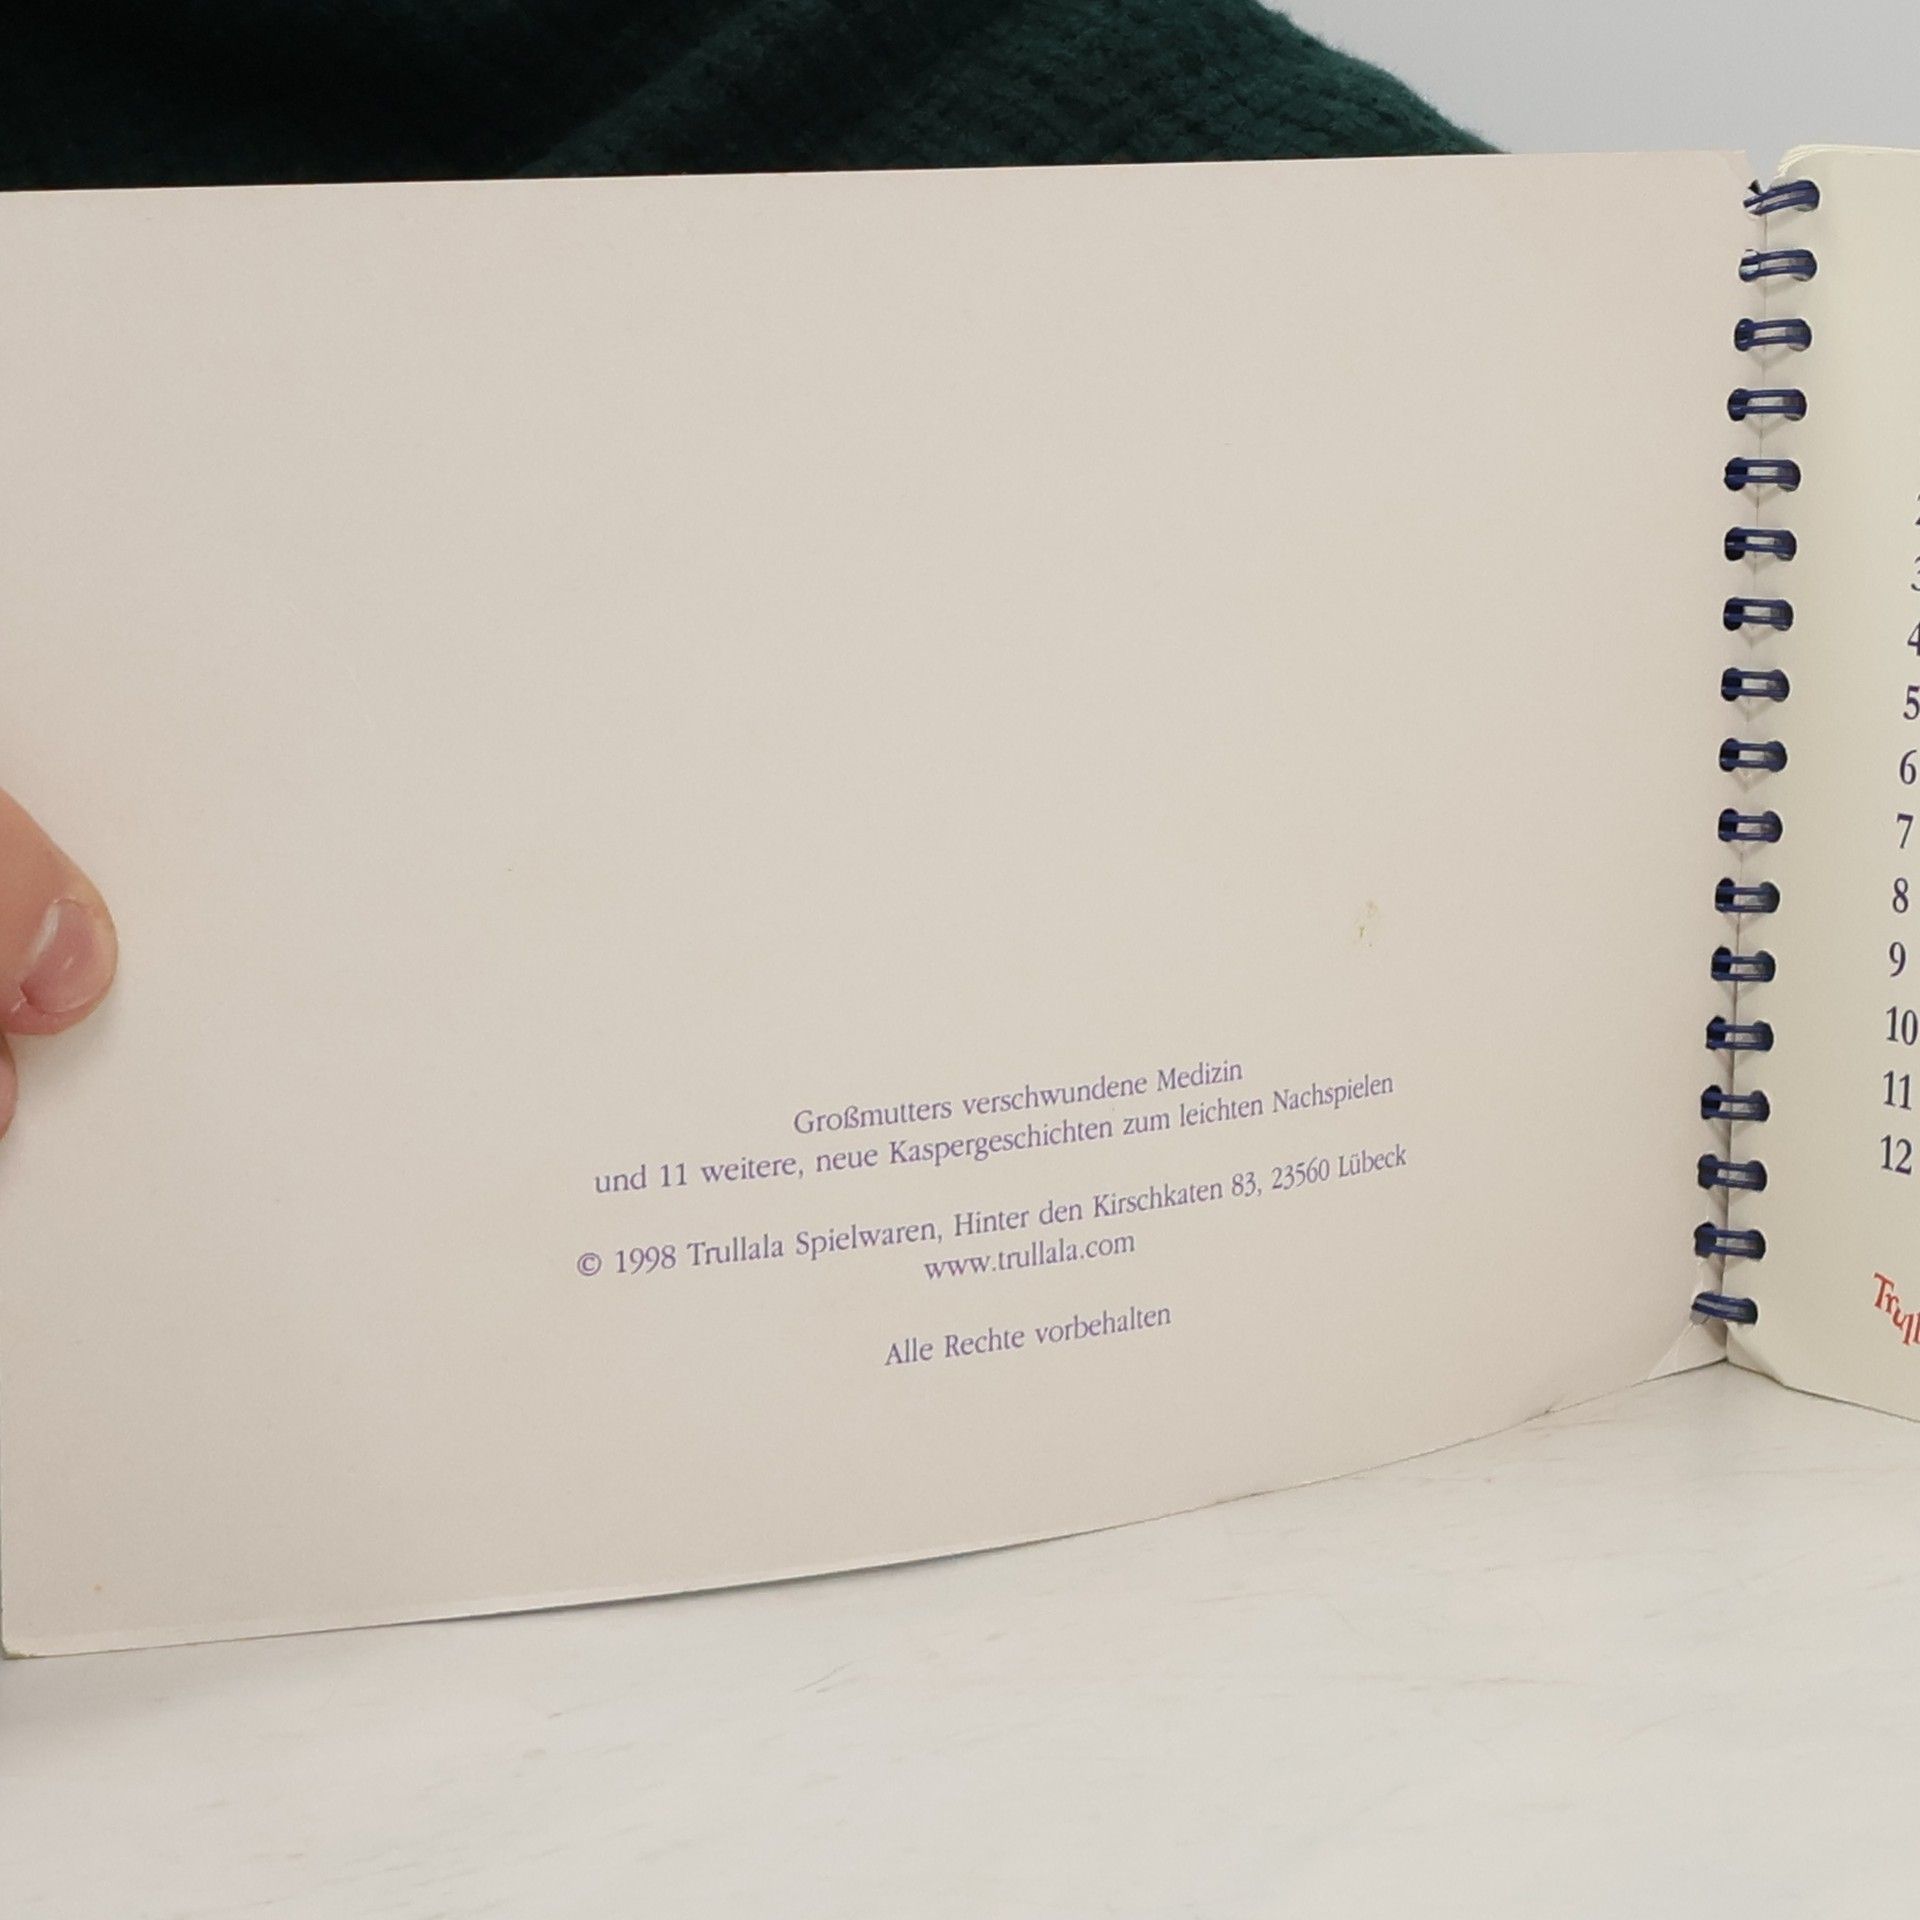 Großmutters verschwundene Medizin
und 11 weitere, neue Kaspergeschichten zum leichten Nachspielen
© 1998 Trullala Spielwaren, Hinter den Kirschkaten 83, 23560 Lübeck
www.trullala.com
Alle Rechte vorbehalten
4
5
6
7
8
9
10
11
12